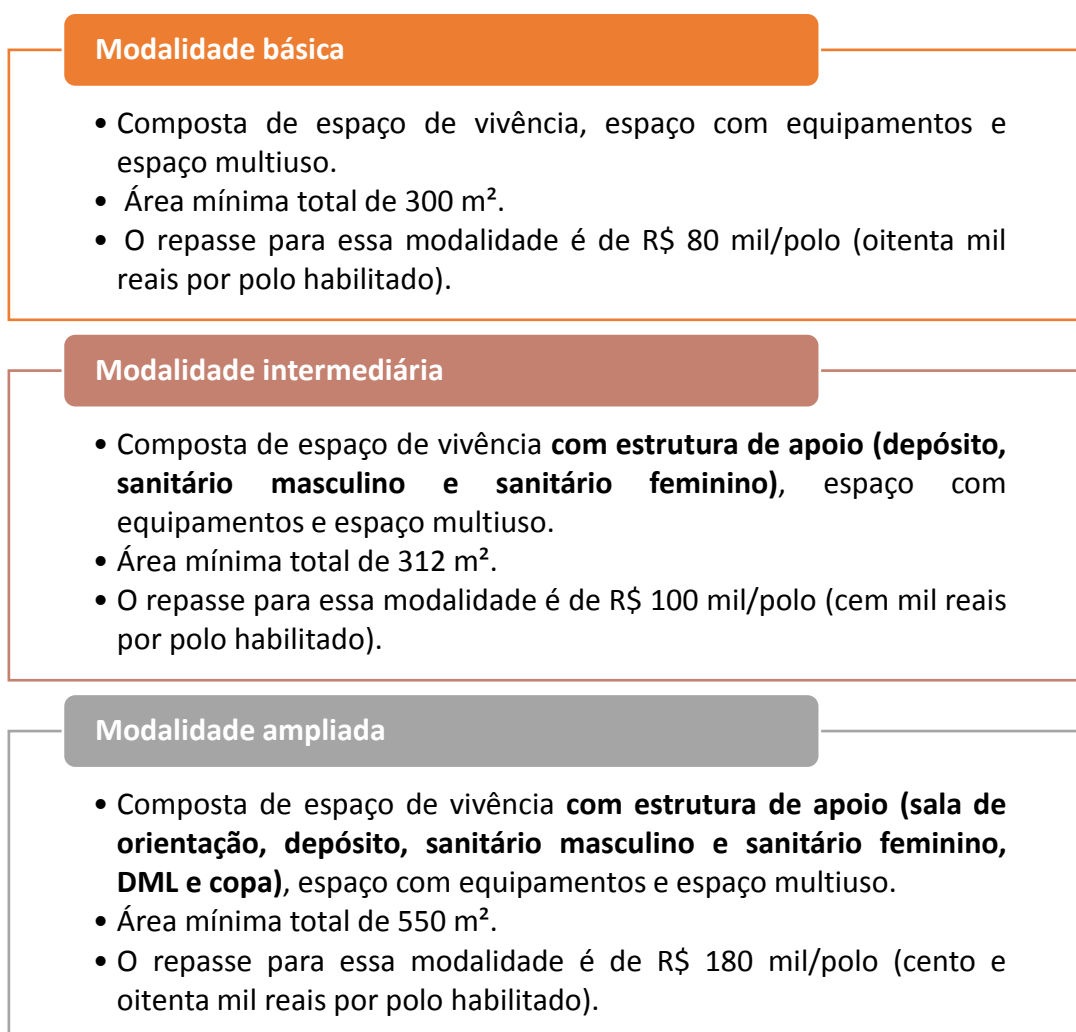 Modalidade básica
• Composta de espaço de vivência, espaço com equipamentos e
espaço multiuso.
• Área mínima total de 300 m².
• O repasse para essa modalidade é de R$ 80 mil/polo (oitenta mil
reais por polo habilitado).
Modalidade intermediária
• Composta de espaço de vivência com estrutura de apoio (depósito,
sanitário masculino e sanitário feminino), espaço com
equipamentos e espaço multiuso.
• Área mínima total de 312 m².
• O repasse para essa modalidade é de R$ 100 mil/polo (cem mil reais
por polo habilitado).
Modalidade ampliada
• Composta de espaço de vivência com estrutura de apoio (sala de
orientação, depósito, sanitário masculino e sanitário feminino,
DML e copa), espaço com equipamentos e espaço multiuso.
• Área mínima total de 550 m².
• O repasse para essa modalidade é de R$ 180 mil/polo (cento e
oitenta mil reais por polo habilitado).